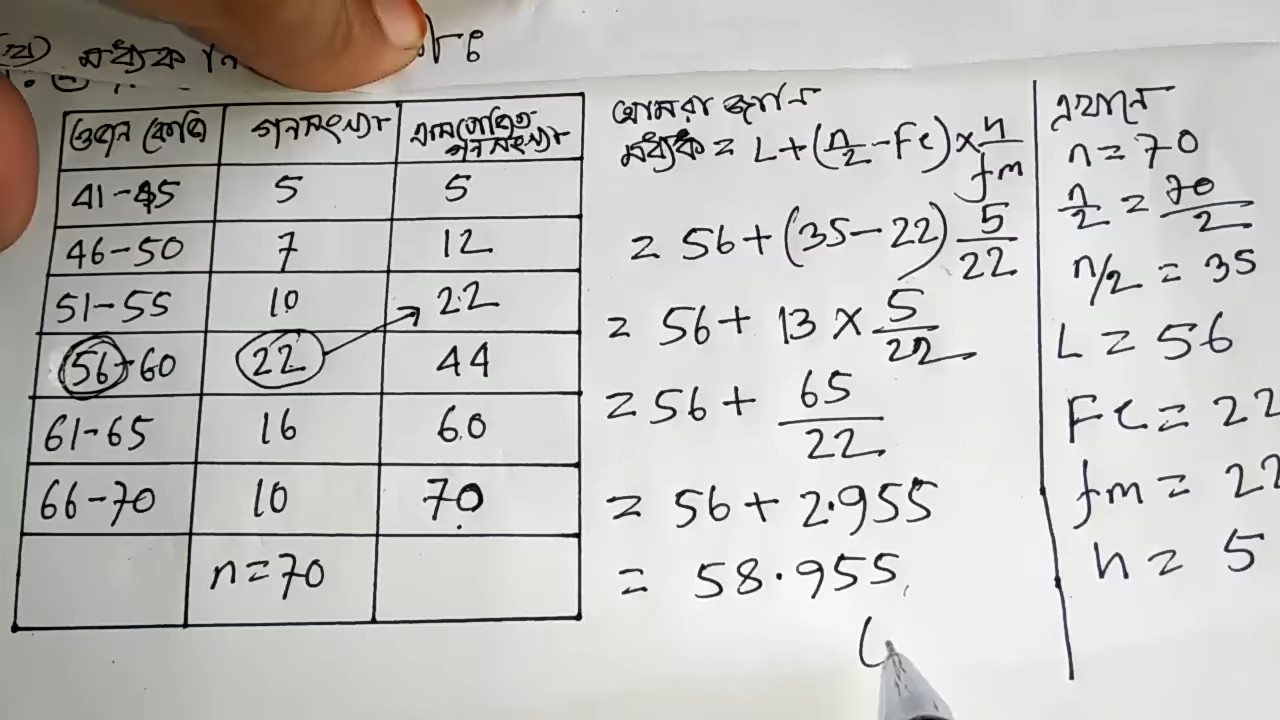 (খ) মধ্যক নি
ওজন (কেজি) গনসংখ্যা ক্রমযোজিত গনসংখ্যা
41-45 5 5
46-50 7 12
51-55 10 22
56-60 22 44
61-65 16 60
66-70 10 70
n=70
আমরা জানি
মধ্যক = L+(n/2-Fc)×h/fm
= 56+(35-22) 5/22
= 56+ 13 × 5/22
= 56+ 65/22
= 56+ 2.955
= 58.955
(
এখানে
n=70
n/2 = 70/2
n/2 = 35
L = 56
Fc = 22
fm = 22
h = 5